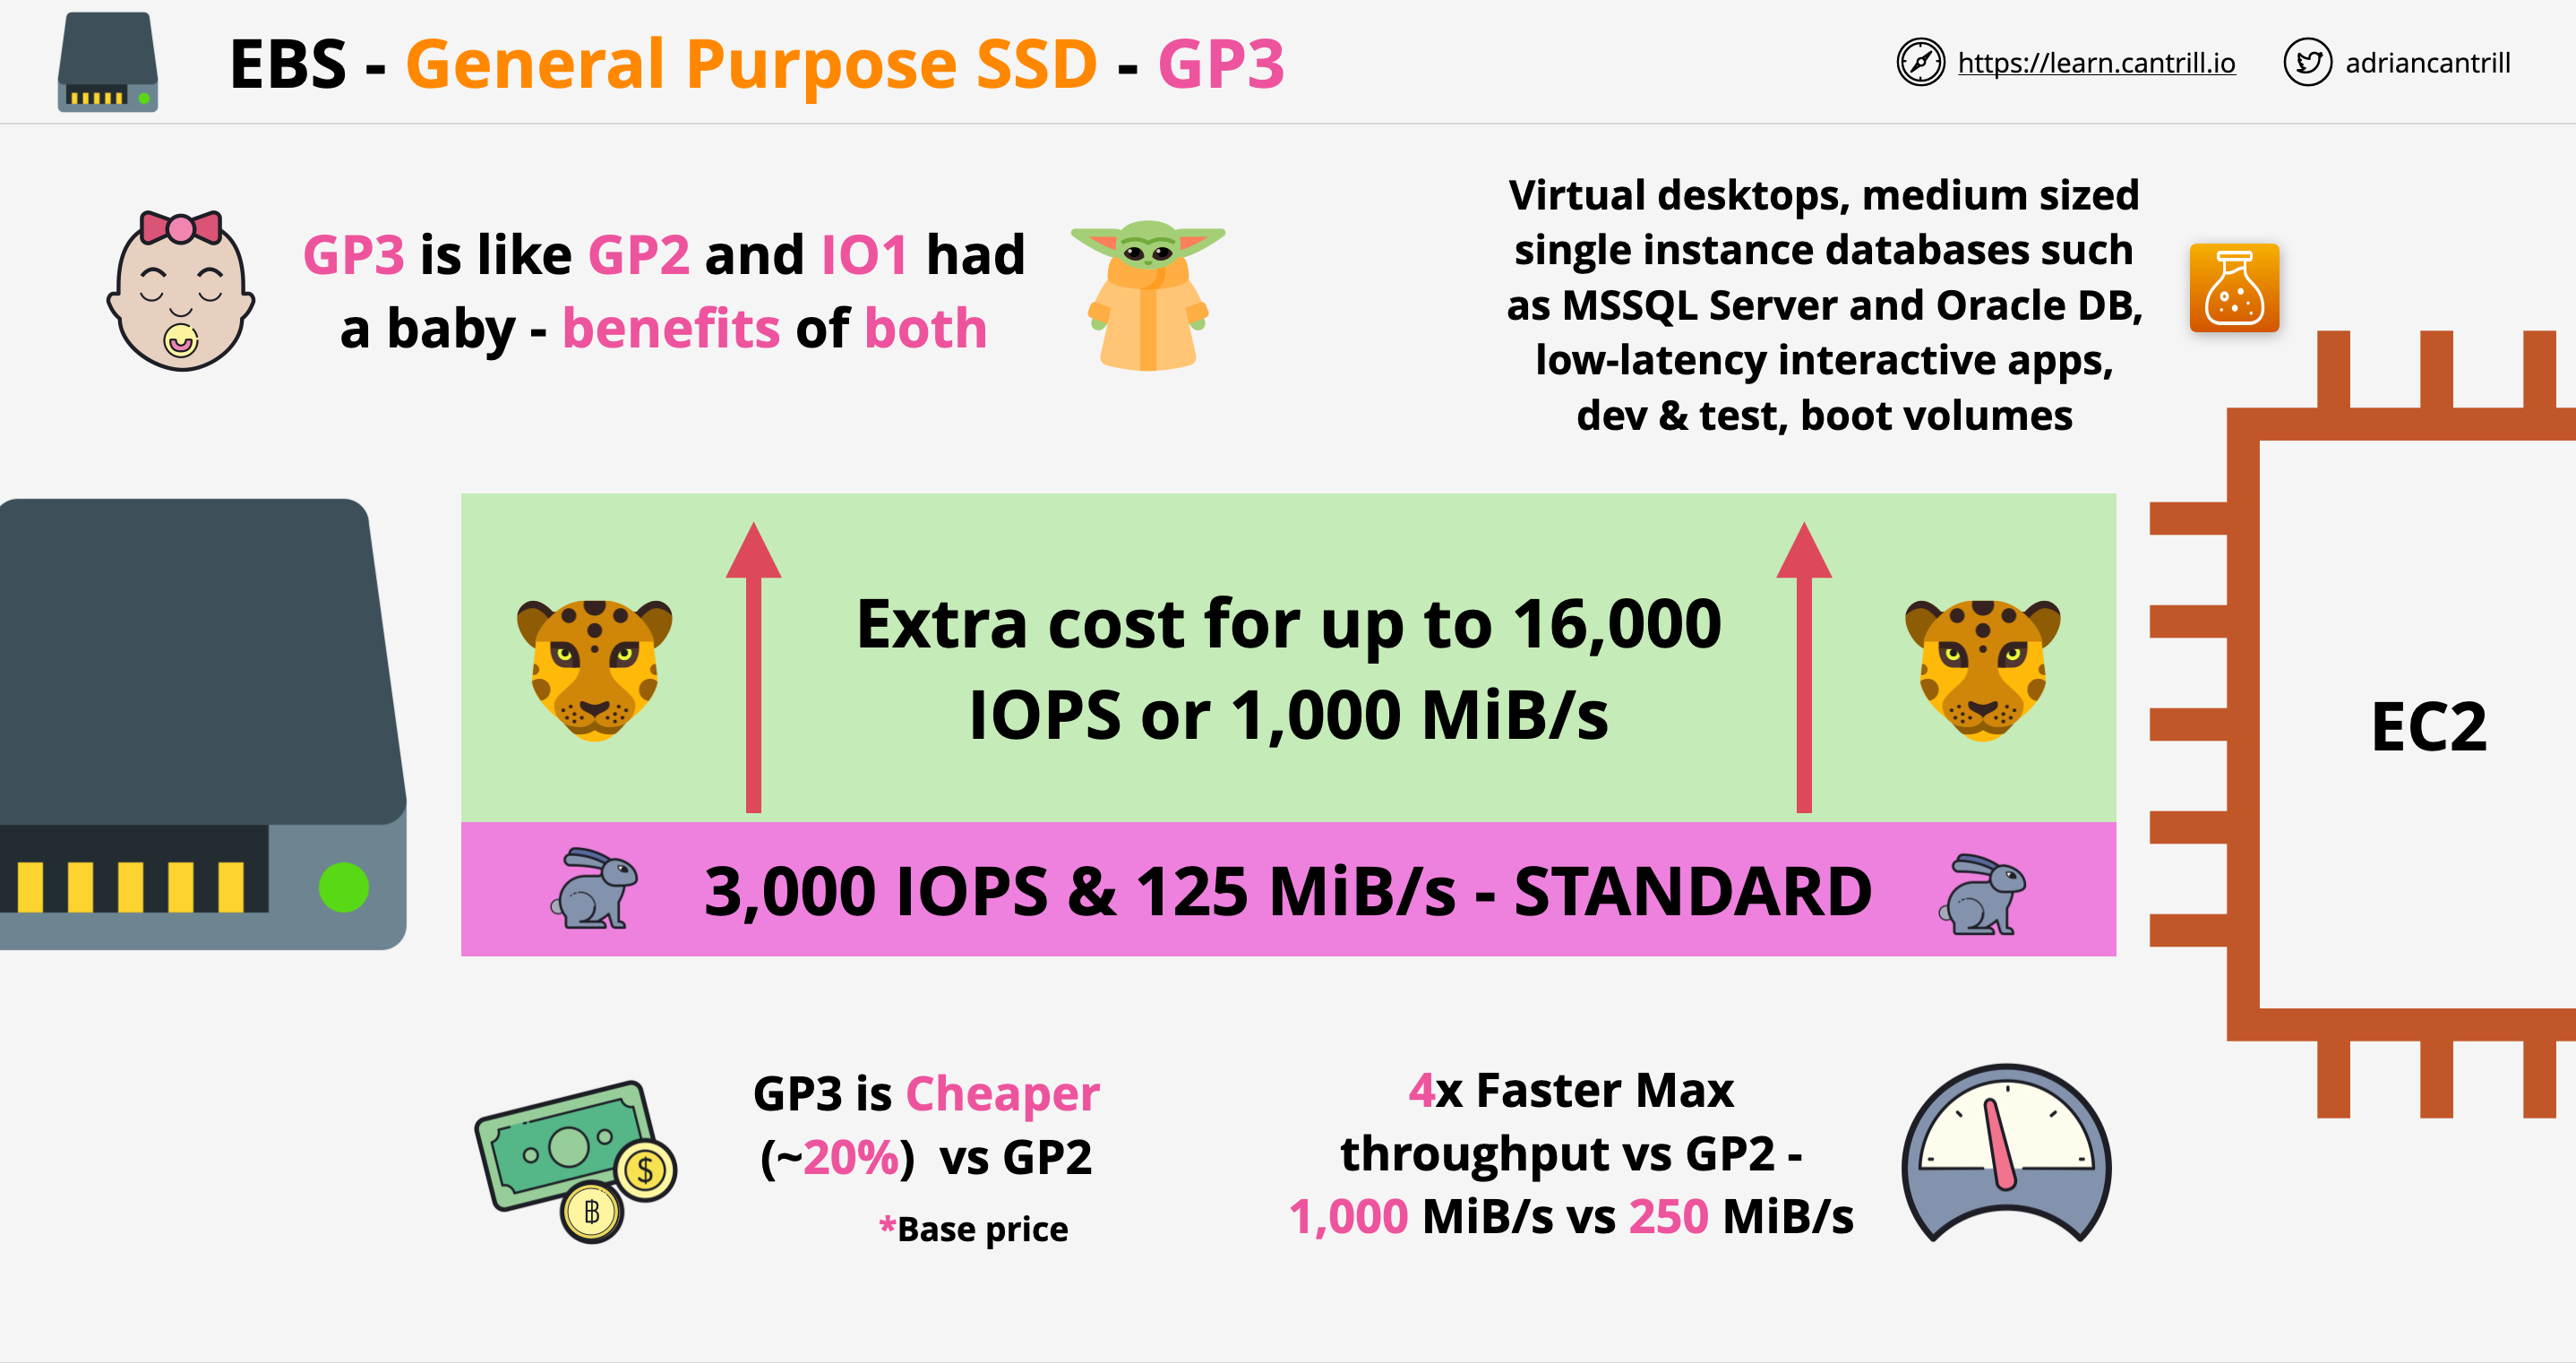 EBS - General Purpose SSD - GP3
https://learn.cantrill.io
adriancantrill
GP3 is like GP2 and IO1 had
a baby - benefits of both
Virtual desktops, medium sized
single instance databases such
as MSSQL Server and Oracle DB,
low-latency interactive apps,
dev & test, boot volumes
Extra cost for up to 16,000
IOPS or 1,000 MiB/s
3,000 IOPS & 125 MiB/s - STANDARD
EC2
GP3 is Cheaper
(~20%) vs GP2
*Base price
4x Faster Max
throughput vs GP2 -
1,000 MiB/s vs 250 MiB/s